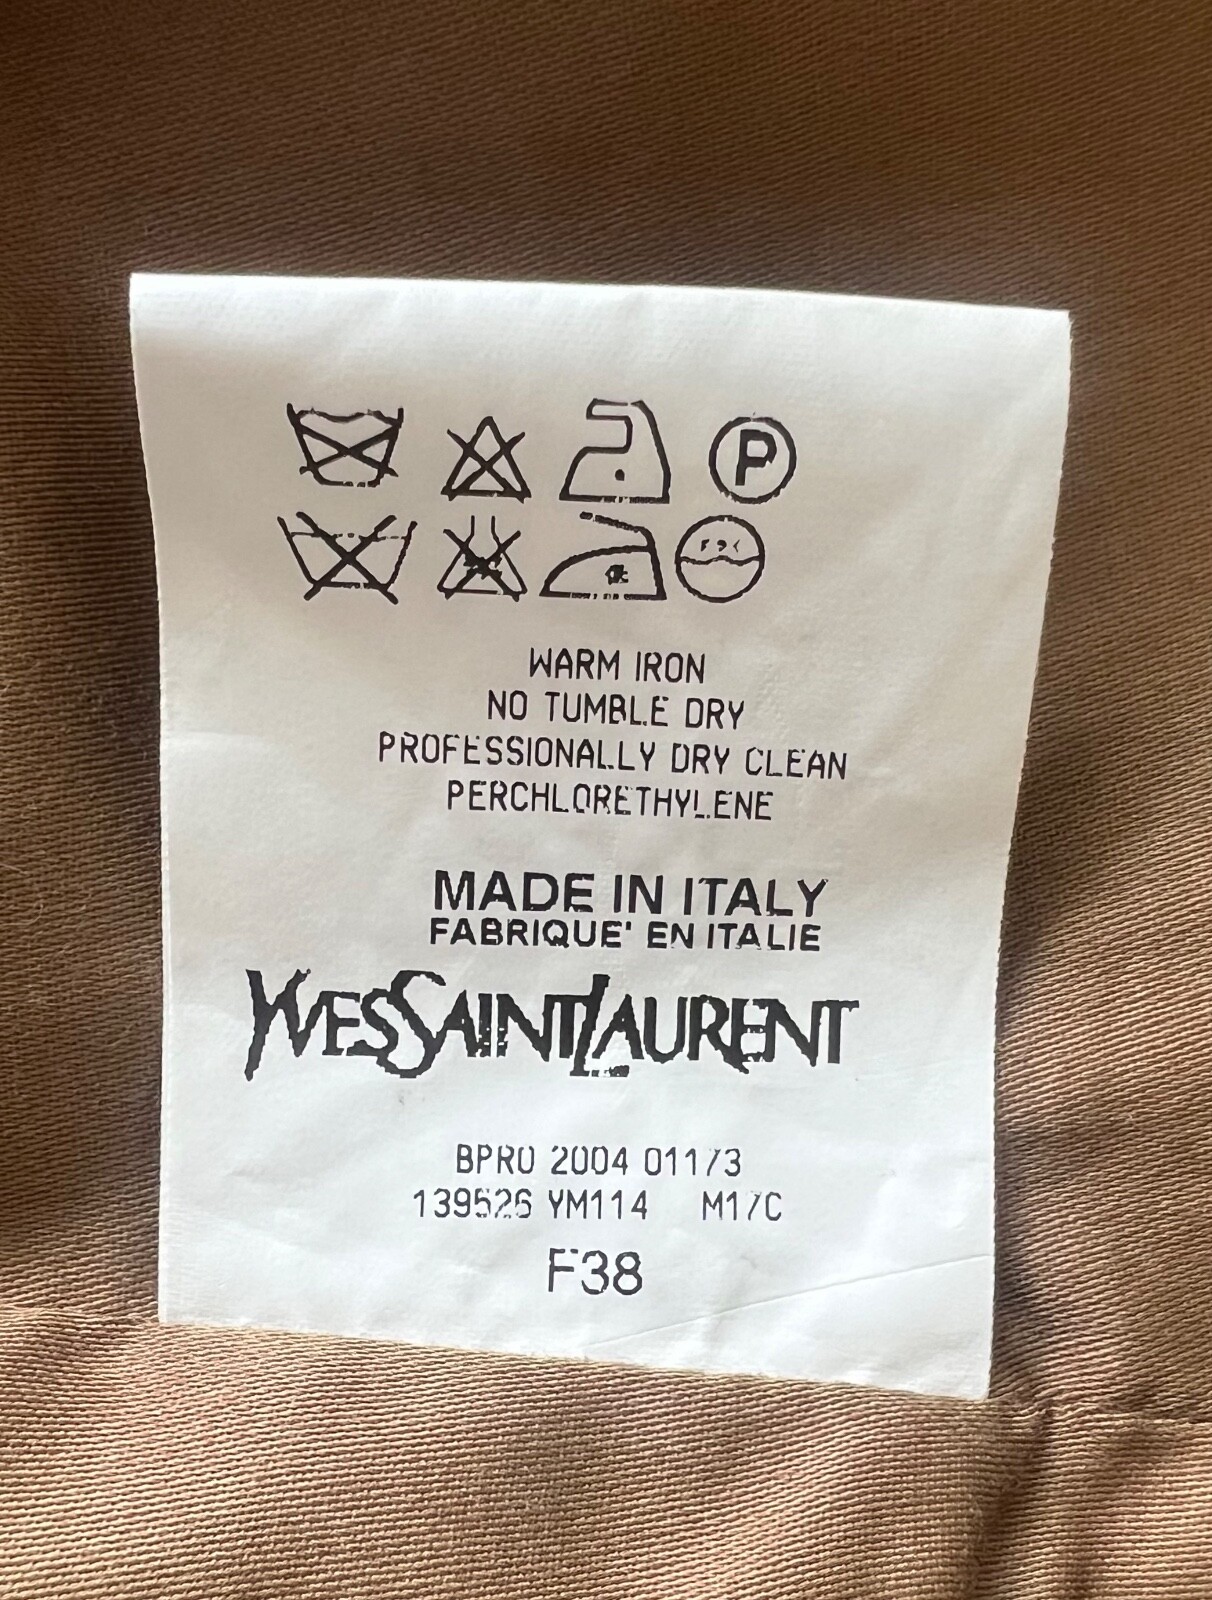 P
WARM IRON
NO TUMBLE DRY
PROFESSIONALLY DRY CLEAN
PERCHLORETHYLENE
MADE IN ITALY
FABRIQUE' EN ITALIE
YVESSAINTLAURENT
BPRO 2004 01173
139526 YM114 M17C
F38